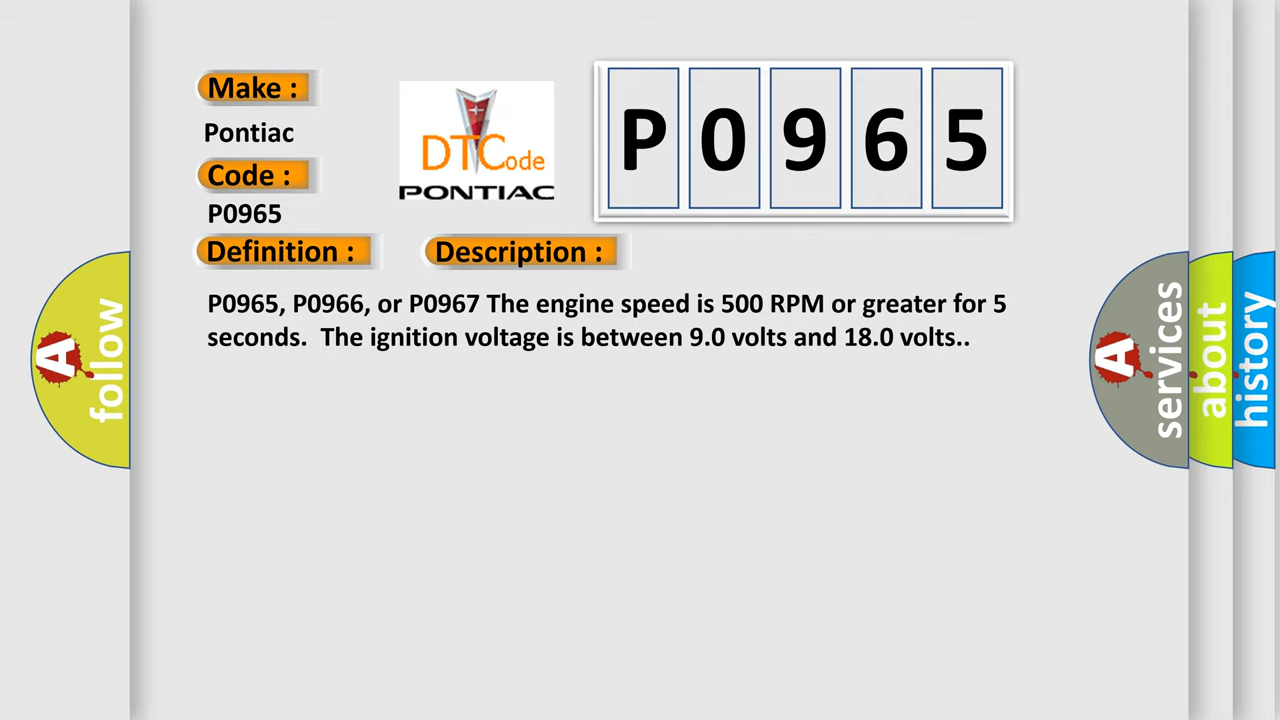 Make :
Pontiac
Code :
P0965
DTCode
PONTIAC
P0965
Definition :
Description :
P0965, P0966, or P0967 The engine speed is 500 RPM or greater for 5
seconds. The ignition voltage is between 9.0 volts and 18.0 volts..
A follow
A services
about
history